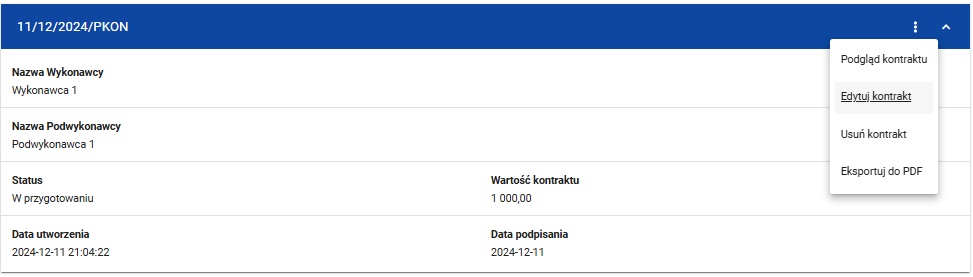 11/12/2024/PKON
Podgląd kontraktu
Edytuj kontrakt
Usuń kontrakt
Eksportuj do PDF
Nazwa Wykonawcy
Wykonawca 1
Nazwa Podwykonawcy
Podwykonawca 1
Status
W przygotowaniu
Wartość kontraktu
1 000,00
Data utworzenia
2024-12-11 21:04:22
Data podpisania
2024-12-11